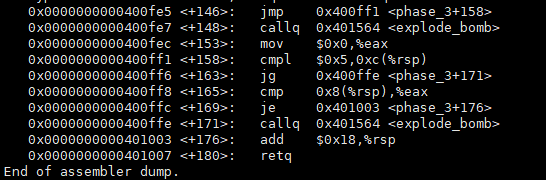 0x0000000000400fe5 <+146>: jmp 0x400ff1 <phase_3+158>
0x0000000000400fe7 <+148>: callq 0x401564 <explode_bomb>
0x0000000000400fec <+153>: mov $0x0,%eax
0x0000000000400ff1 <+158>: cmpl $0x5,0xc(%rsp)
0x0000000000400ff6 <+163>: jg 0x400ffe <phase_3+171>
0x0000000000400ff8 <+165>: cmp 0x8(%rsp),%eax
0x0000000000400ffc <+169>: je 0x401003 <phase_3+176>
0x0000000000400ffe <+171>: callq 0x401564 <explode_bomb>
0x0000000000401003 <+176>: add $0x18,%rsp
0x0000000000401007 <+180>: retq
End of assembler dump.